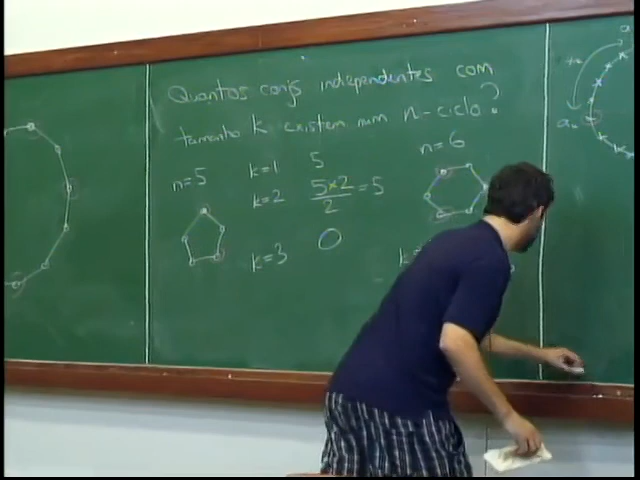 Quantos conjs independentes com
tamanho k existem num n-ciclo?
n=5
k=1 5
k=2 5×2/2 = 5
k=3 0
n=6
k=
a₀